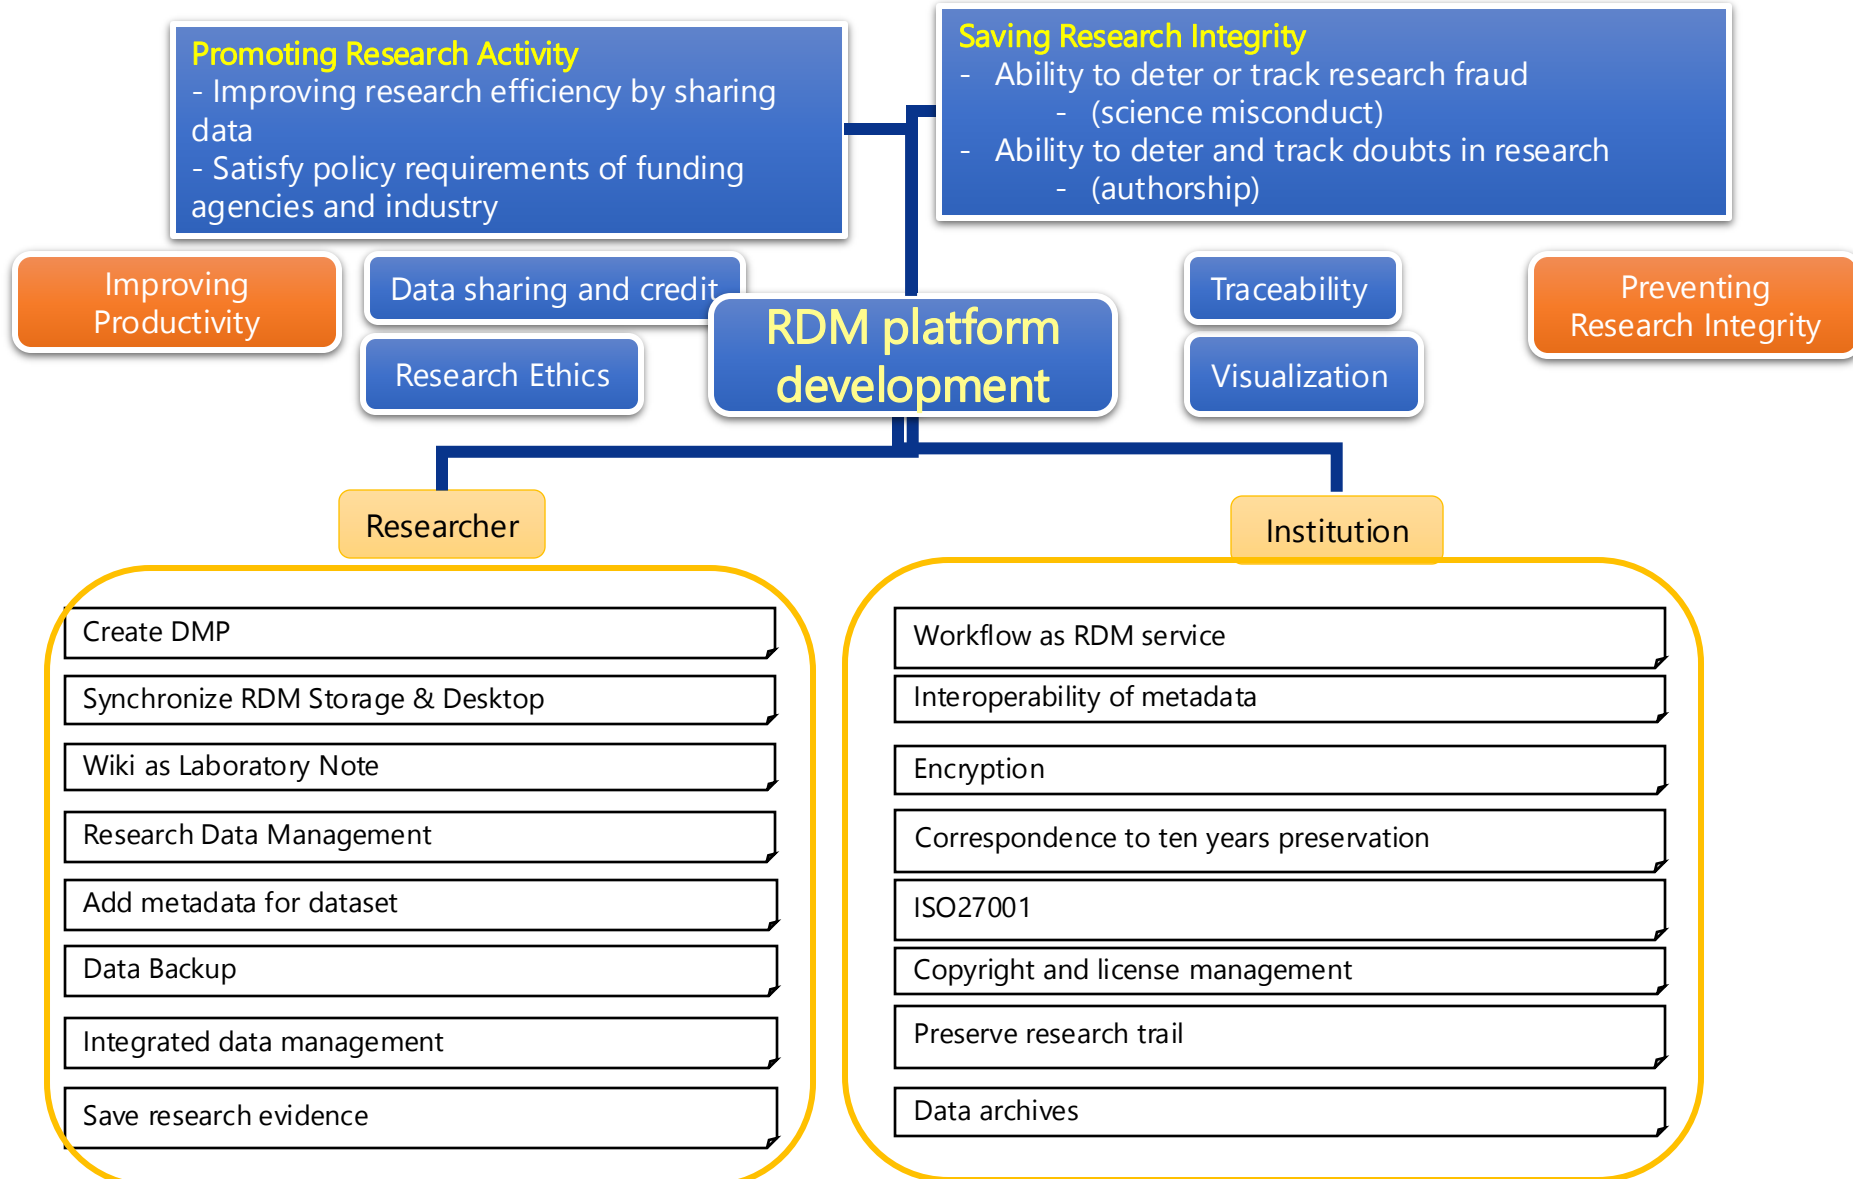 Promoting Research Activity
- Improving research efficiency by sharing
data
- Satisfy policy requirements of funding
agencies and industry
Saving Research Integrity
- Ability to deter or track research fraud
- (science misconduct)
- Ability to deter and track doubts in research
- (authorship)
Improving
Productivity
Data sharing and credit
Research Ethics
RDM platform
development
Traceability
Visualization
Preventing
Research Integrity
Researcher
Create DMP
Synchronize RDM Storage & Desktop
Wiki as Laboratory Note
Research Data Management
Add metadata for dataset
Data Backup
Integrated data management
Save research evidence
Institution
Workflow as RDM service
Interoperability of metadata
Encryption
Correspondence to ten years preservation
ISO27001
Copyright and license management
Preserve research trail
Data archives